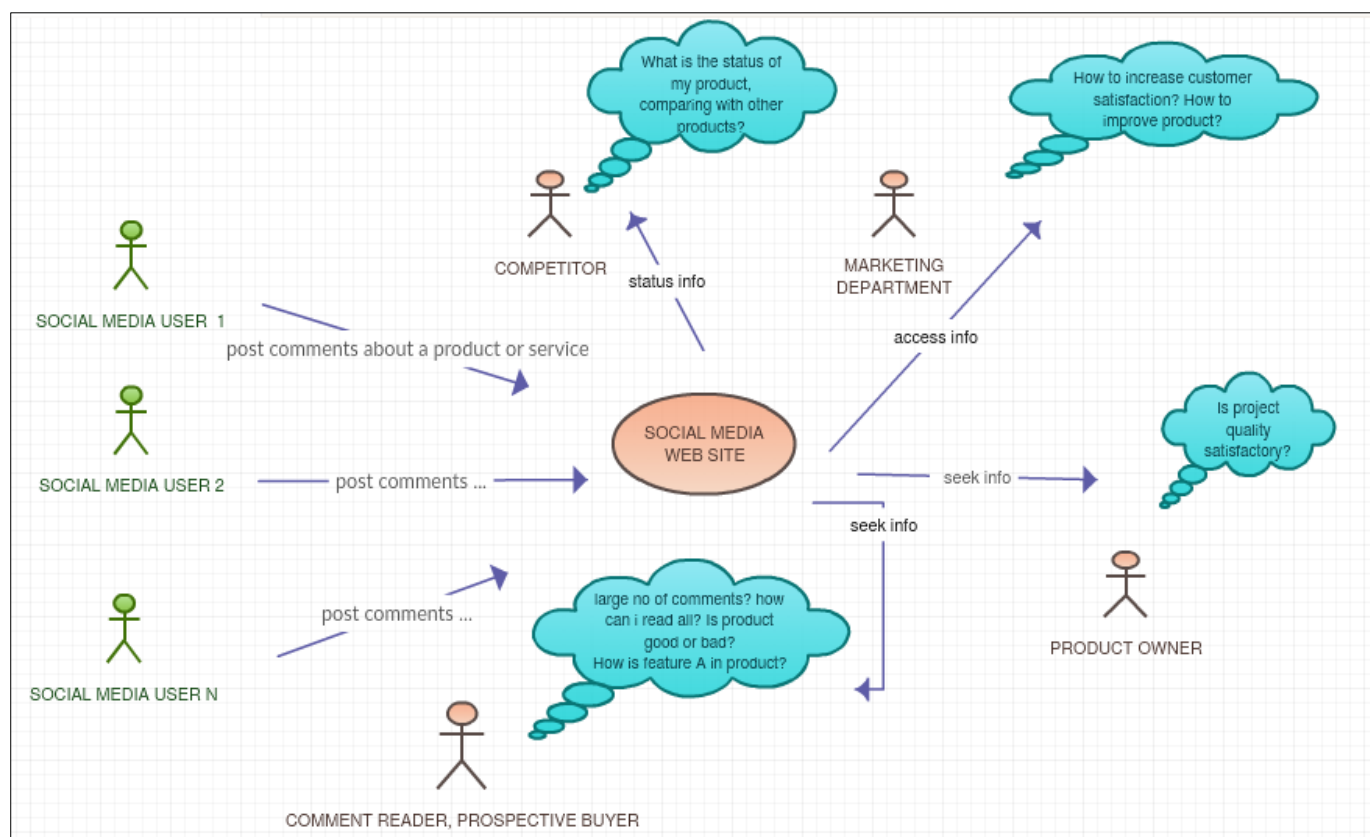 What is the status of
my product,
comparing with other
products?
How to increase customer
satisfaction? How to
improve product?
COMPETITOR
MARKETING
DEPARTMENT
status info
SOCIAL MEDIA USER 1
access info
post comments about a product or service
SOCIAL MEDIA
WEB SITE
Is project
quality
satisfactory?
SOCIAL MEDIA USER 2
post comments ...
seek info
seek info
large no of comments? how
can i read all? Is product
good or bad?
How is feature A in product?
post comments ...
PRODUCT OWNER
SOCIAL MEDIA USER N
COMMENT READER, PROSPECTIVE BUYER